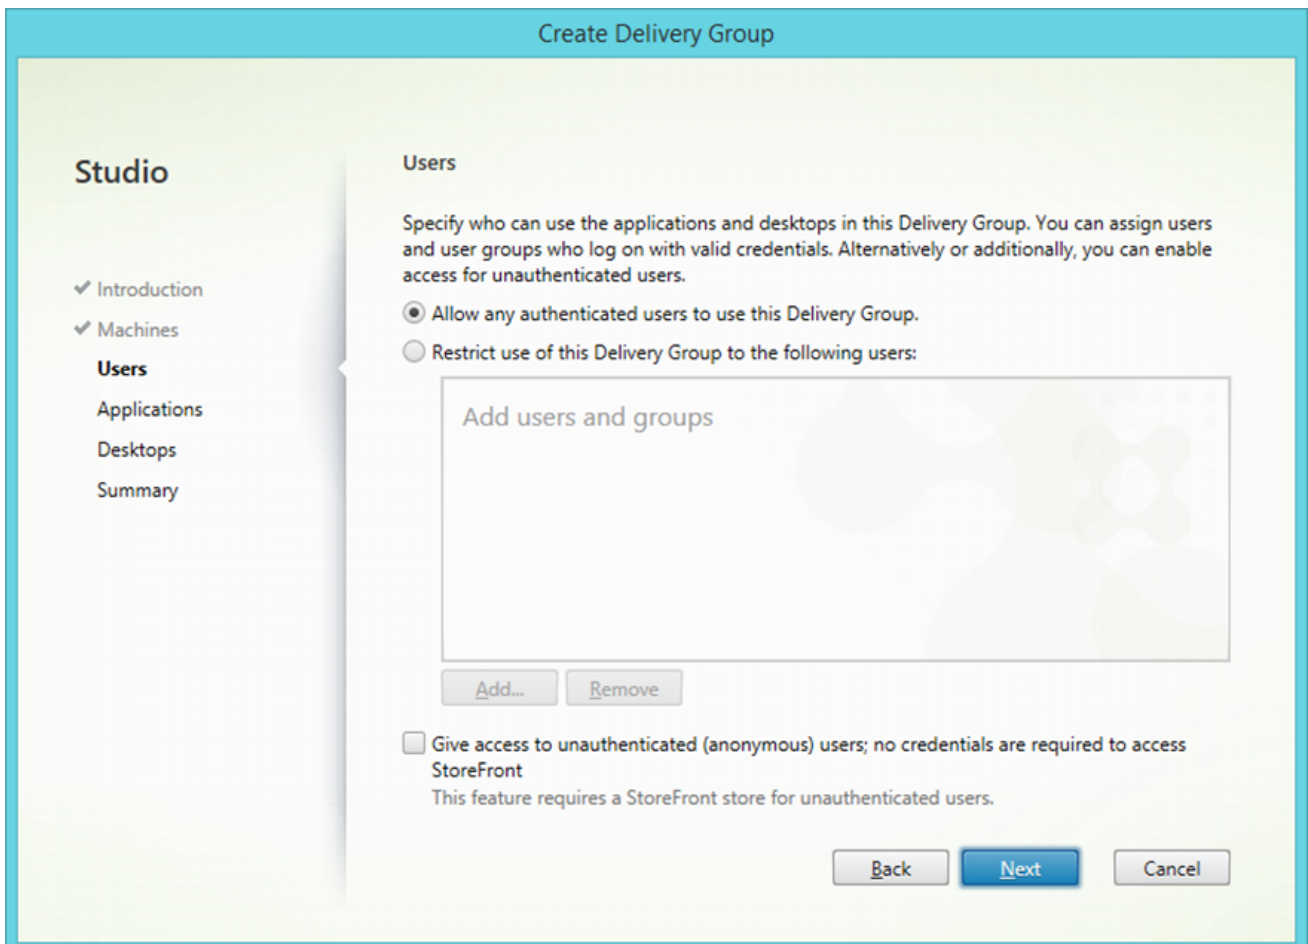 Create Delivery Group
Studio
Introduction
Machines
Users
Applications
Desktops
Summary
Users
Specify who can use the applications and desktops in this Delivery Group. You can assign users
and user groups who log on with valid credentials. Alternatively or additionally, you can enable
access for unauthenticated users.
Allow any authenticated users to use this Delivery Group.
Restrict use of this Delivery Group to the following users:
Add users and groups
Add...
Remove
Give access to unauthenticated (anonymous) users; no credentials are required to access
StoreFront
This feature requires a StoreFront store for unauthenticated users.
Back
Next
Cancel